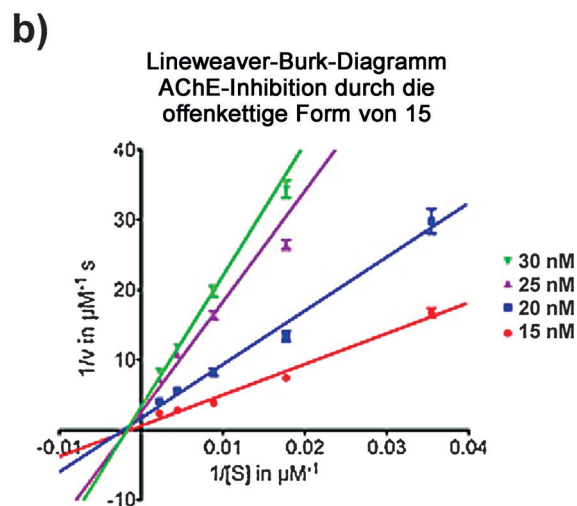 b)
Lineweaver-Burk-Diagramm
AChE-Inhibition durch die
offenkettige Form von 15
40
30
20
10
-10
-0.01
0.01
0.02
0.03
0.04
1/v in µM⁻¹ s
1/[S] in µM⁻¹
30 nM
25 nM
20 nM
15 nM